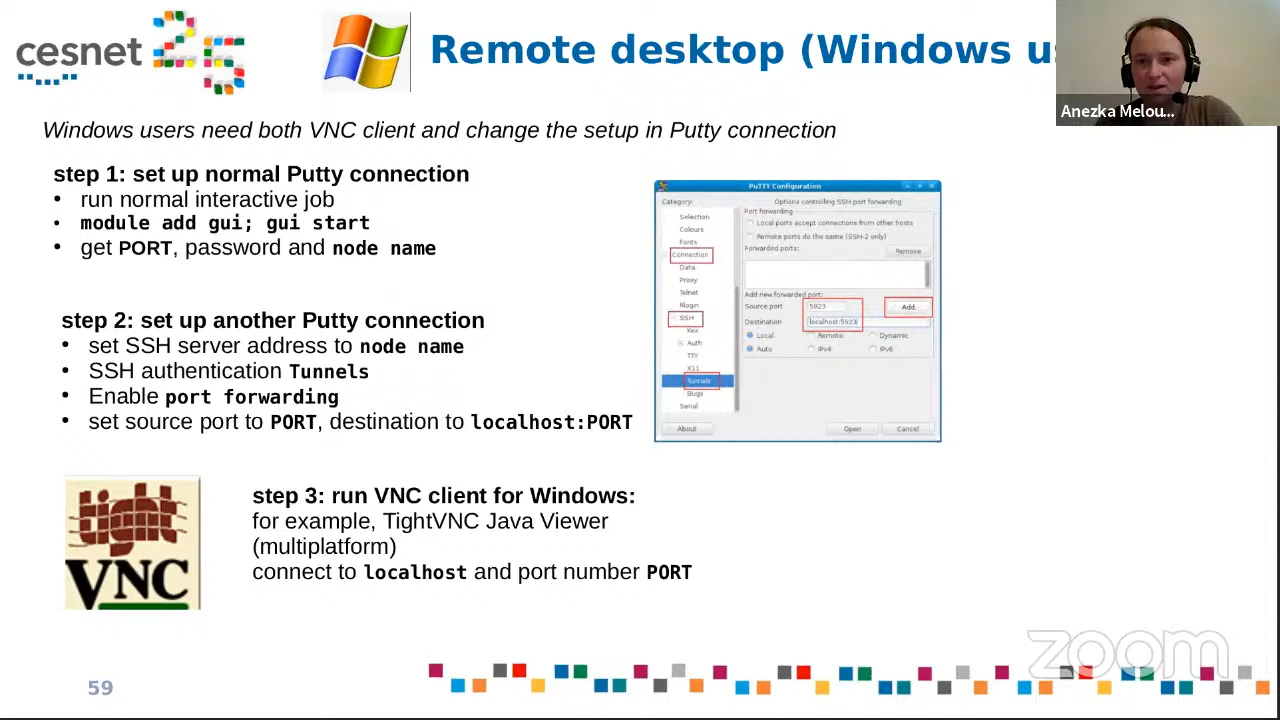 cesnet
Remote desktop (Windows us
Anezka Melou...
Windows users need both VNC client and change the setup in Putty connection
step 1: set up normal Putty connection
• run normal interactive job
• module add gui; gui start
• get PORT, password and node name
step 2: set up another Putty connection
• set SSH server address to node name
• SSH authentication Tunnels
• Enable port forwarding
• set source port to PORT, destination to localhost:PORT
PuTTY Configuration
Category:
Selection
Colours
Fonts
Connection
Data
Proxy
Telnet
Rlogin
SSH
Kex
Auth
TTY
X11
Tunnels
Bugs
Serial
Options controlling SSH port forwarding
Port forwarding
Local ports accept connections from other hosts
Remote ports do the same (SSH-2 only)
Forwarded ports:
Remove
Add new forwarded port:
Source port 5923 Add
Destination localhost:5923
Local Remote Dynamic
Auto IPv4 IPv6
About Open Cancel
tight
VNC
step 3: run VNC client for Windows:
for example, TightVNC Java Viewer
(multiplatform)
connect to localhost and port number PORT
zoom
59